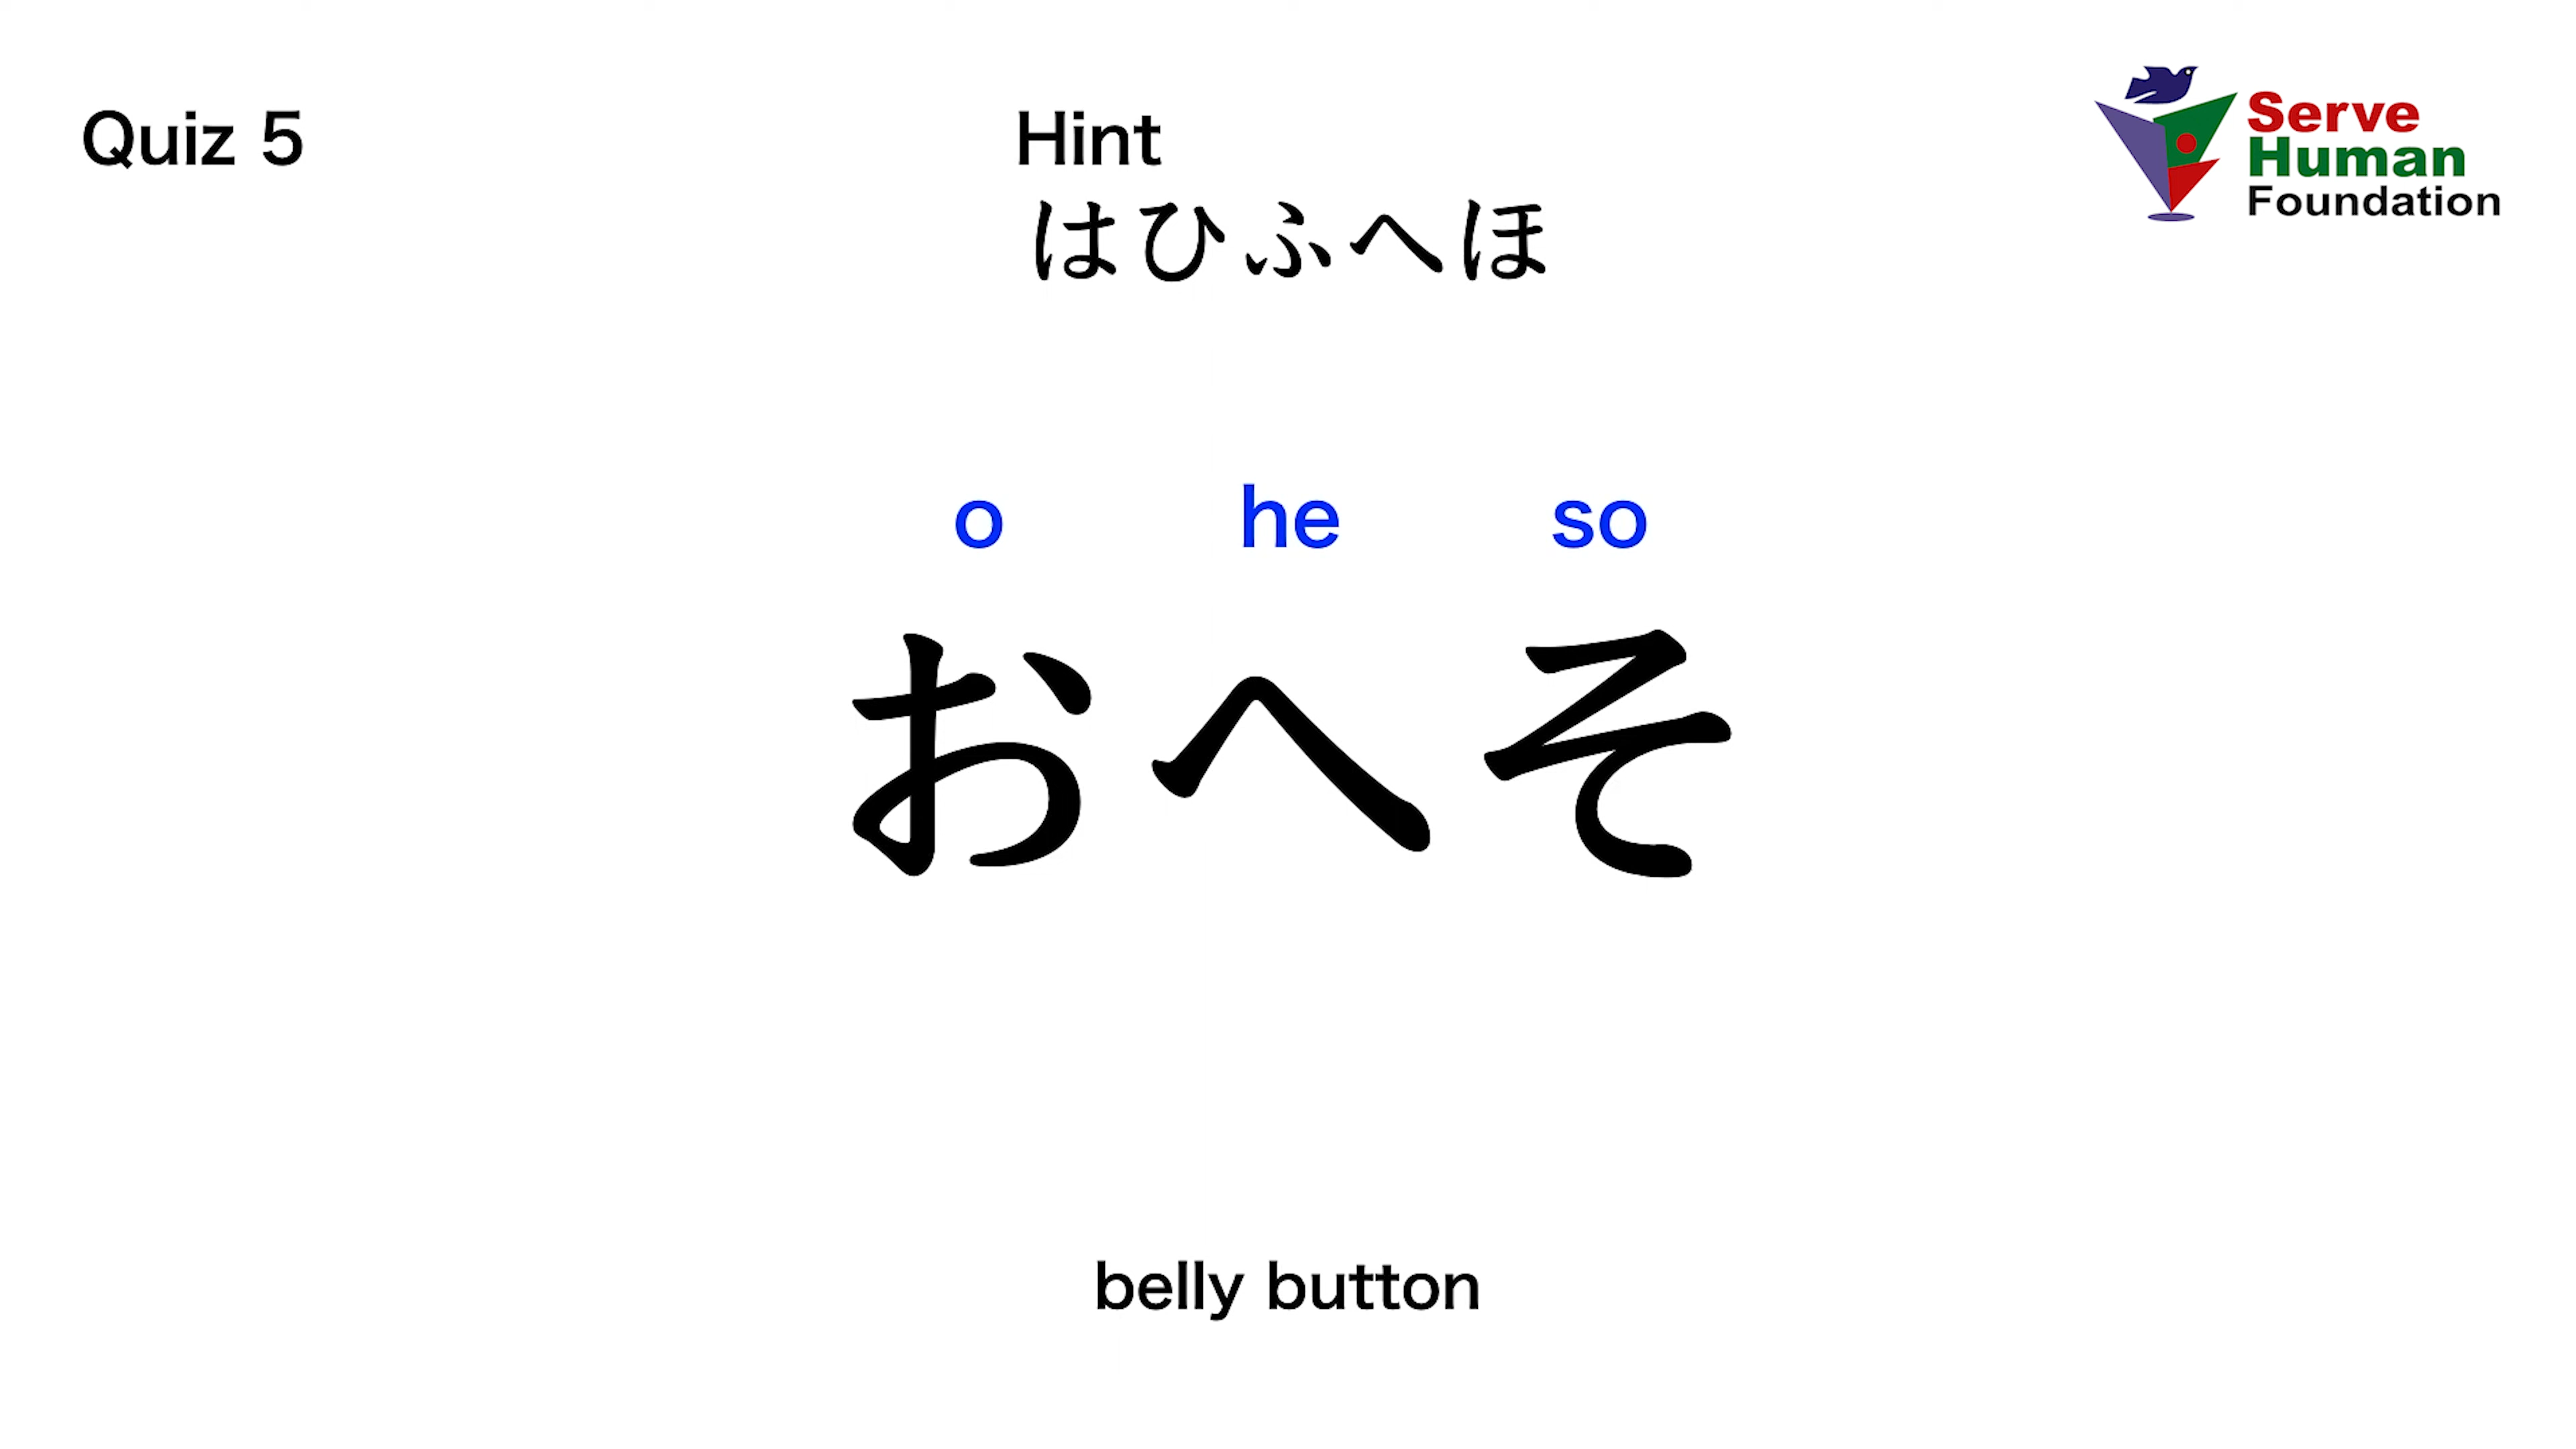 Quiz 5
Hint
はひふへほ
Serve
Human
Foundation
o he so
おへそ
belly button